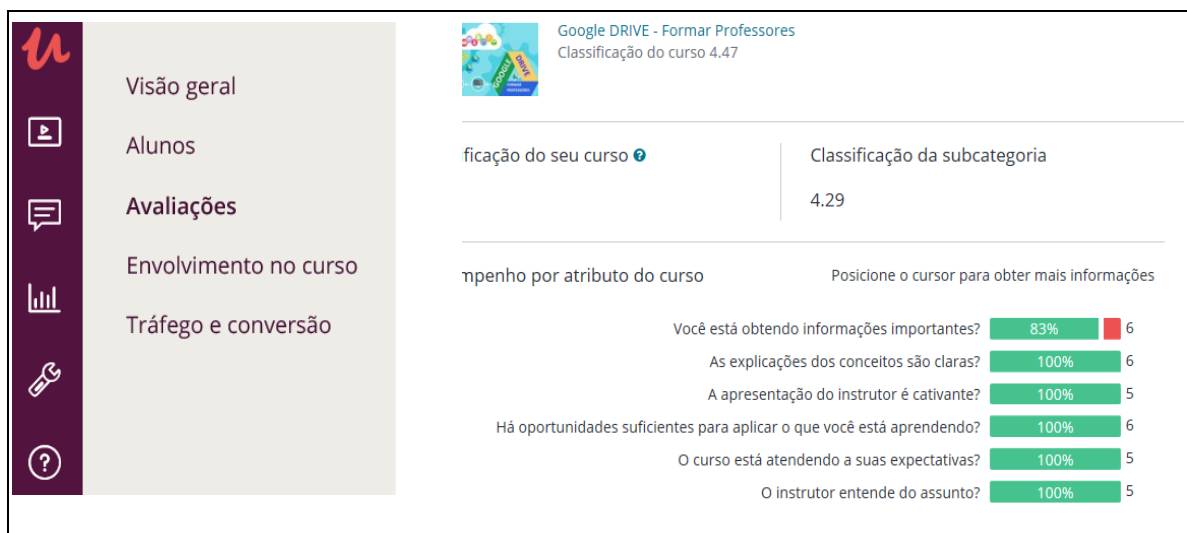 Visão geral
Alunos
Avaliações
Envolvimento no curso
Tráfego e conversão
Google DRIVE - Formar Professores
Classificação do curso 4.47
GOOGLE DRIVE
ficação do seu curso
Classificação da subcategoria
4.29
mpenho por atributo do curso
Posicione o cursor para obter mais informações
Você está obtendo informações importantes? 83% 6
As explicações dos conceitos são claras? 100% 6
A apresentação do instrutor é cativante? 100% 5
Há oportunidades suficientes para aplicar o que você está aprendendo? 100% 6
O curso está atendendo a suas expectativas? 100% 5
O instrutor entende do assunto? 100% 5